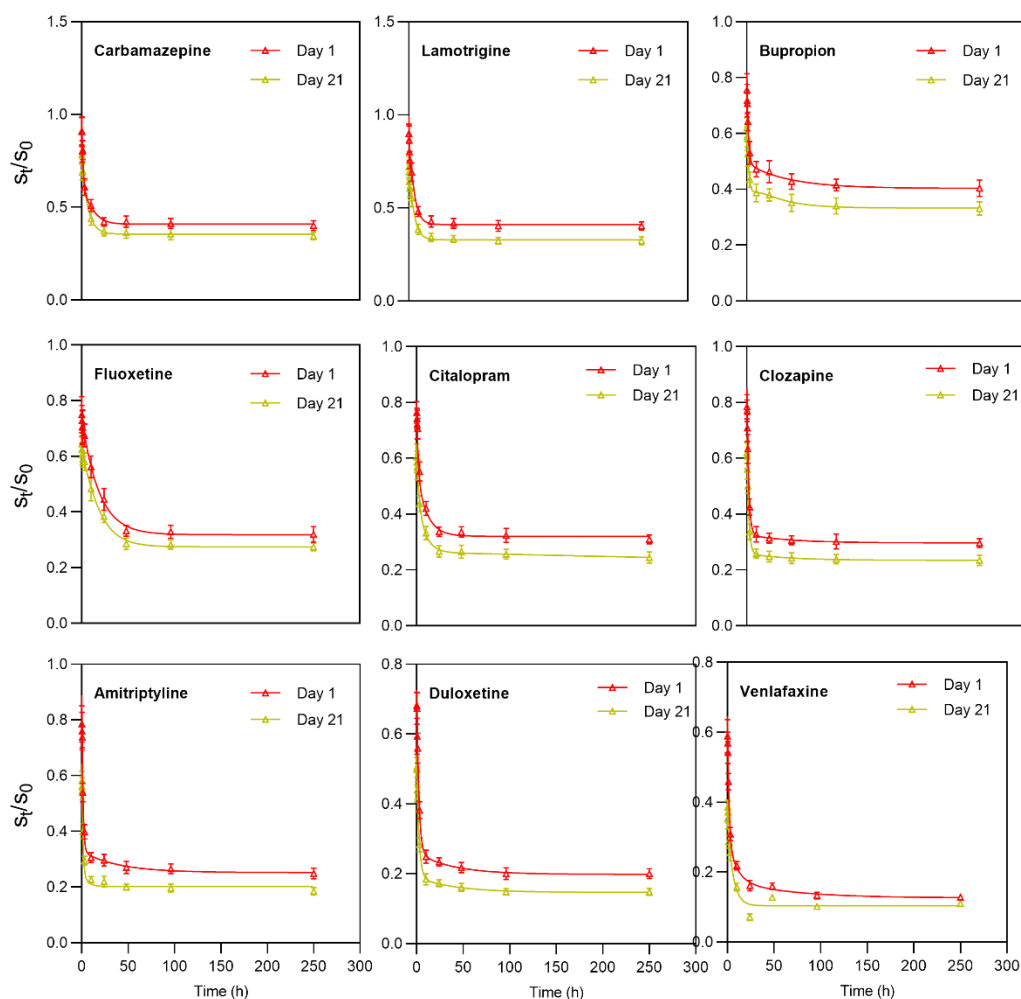 1.5
1.0
0.5
0.0
St/S0
Carbamazepine
Day 1
Day 21
1.5
1.0
0.5
0.0
Lamotrigine
Day 1
Day 21
1.0
0.8
0.6
0.4
0.2
0.0
Bupropion
Day 1
Day 21
1.0
0.8
0.6
0.4
0.2
0.0
St/S0
Fluoxetine
Day 1
Day 21
1.0
0.8
0.6
0.4
0.2
0.0
Citalopram
Day 1
Day 21
1.0
0.8
0.6
0.4
0.2
0.0
Clozapine
Day 1
Day 21
1.0
0.8
0.6
0.4
0.2
0.0
St/S0
Amitriptyline
Day 1
Day 21
0 50 100 150 200 250 300
Time (h)
0.8
0.6
0.4
0.2
0.0
Duloxetine
Day 1
Day 21
0 50 100 150 200 250 300
Time (h)
0.8
0.6
0.4
0.2
0.0
Venlafaxine
Day 1
Day 21
0 50 100 150 200 250 300
Time (h)